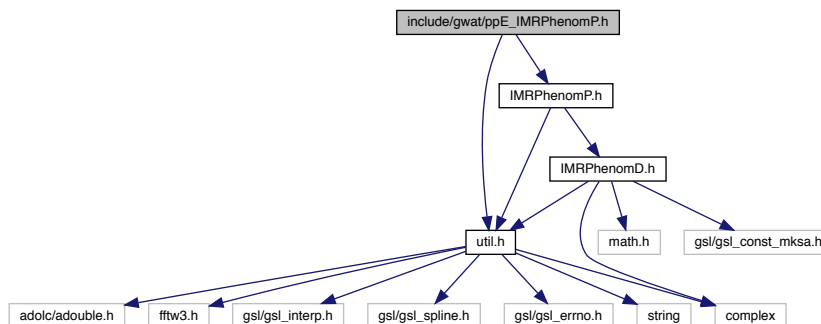 include/gwat/ppE_IMRPhenomP.h
IMRPhenomP.h
IMRPhenomD.h
util.h
math.h
gsl/gsl_const_mksa.h
adolc/adouble.h
fftw3.h
gsl/gsl_interp.h
gsl/gsl_spline.h
gsl/gsl_errno.h
string
complex